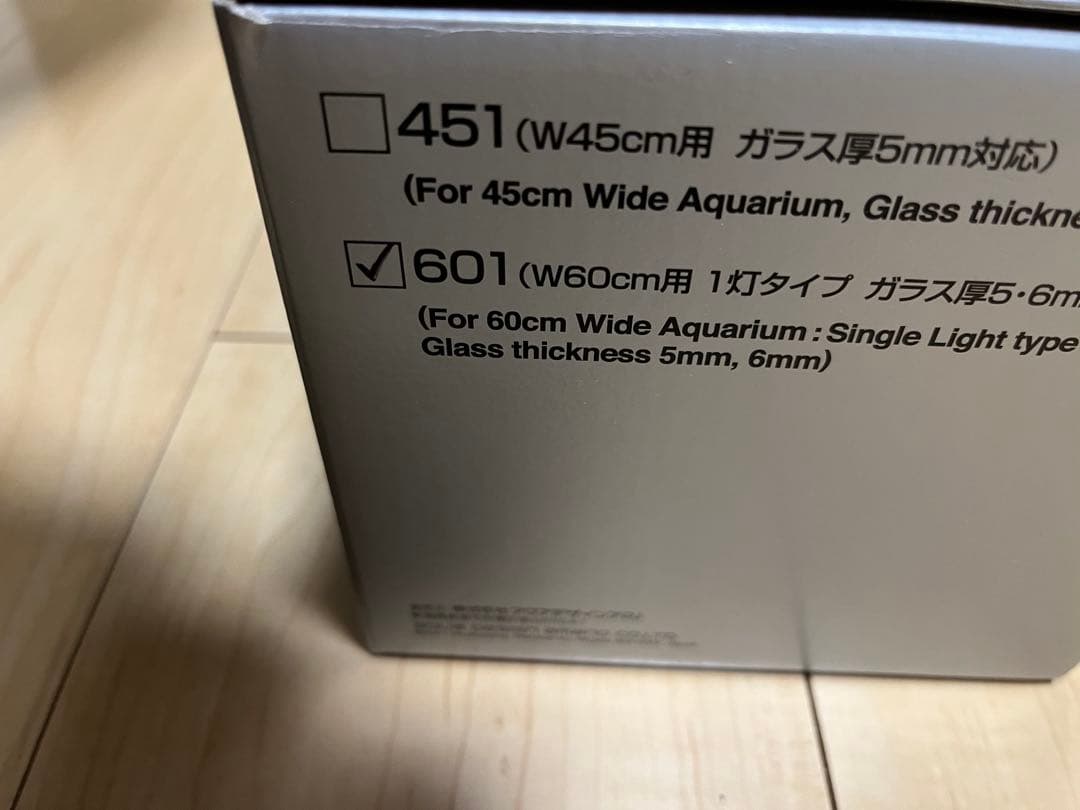 451(W45cm用 ガラス厚5mm対応)
(For 45cm Wide Aquarium, Glass
601(W60cm用 1灯タイプ ガラス厚5・6m
(For 60cm Wide Aquarium : Single Light type
Glass thickness 5mm, 6mm)